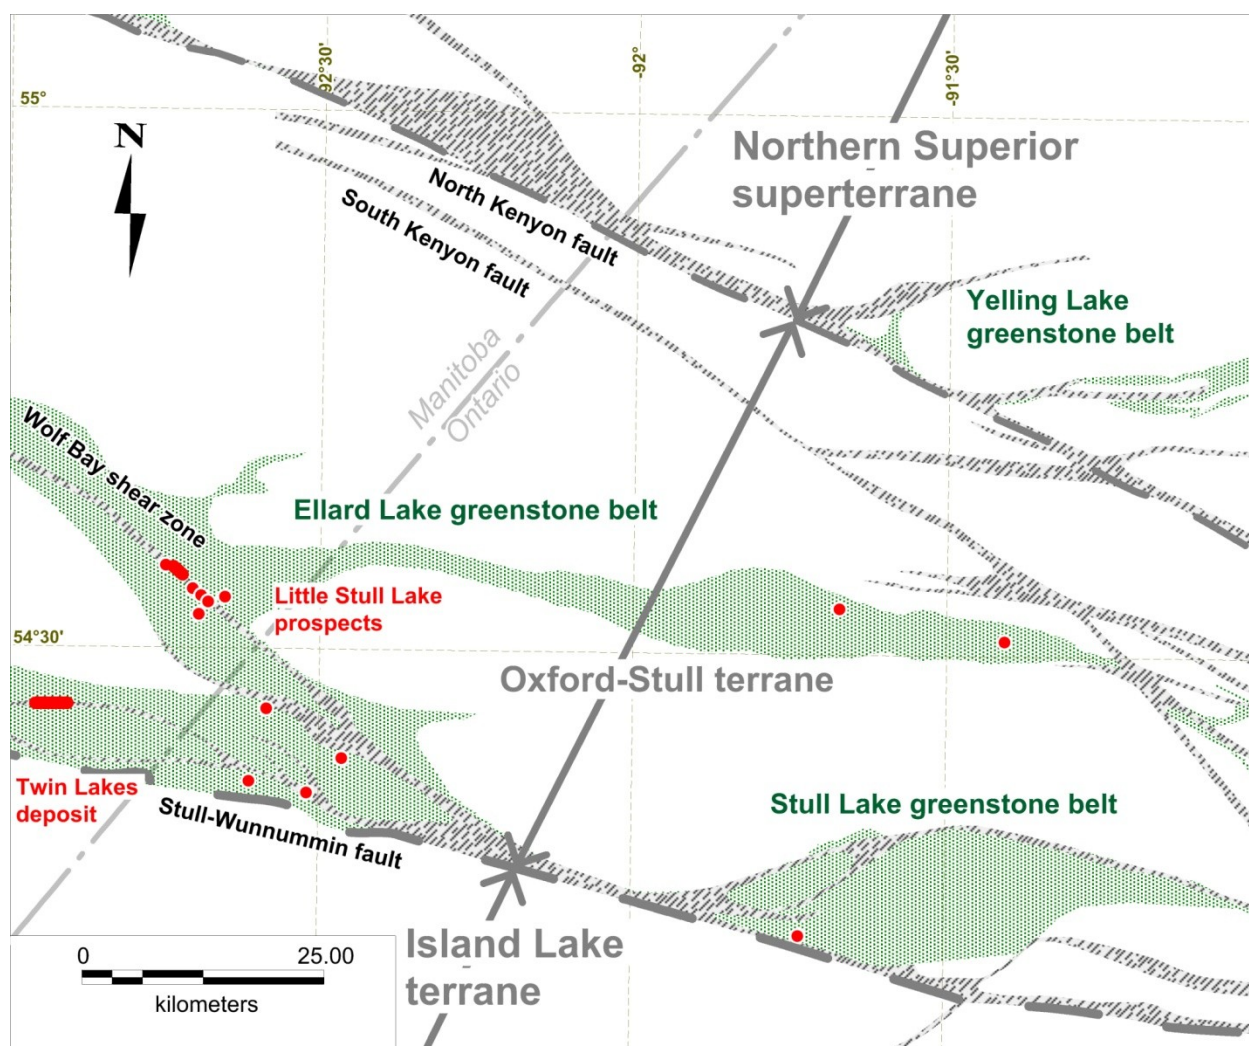 92°30'
-92°
-91°30'
55°
N
Northern Superior
superterrane
North Kenyon fault
South Kenyon fault
Yelling Lake
greenstone belt
Manitoba
Ontario
Wolf Bay shear zone
Ellard Lake greenstone belt
Little Stull Lake
prospects
54°30'
Oxford-Stull terrane
Twin Lakes
deposit
Stull-Wunnummin fault
Stull Lake greenstone belt
Island Lake
terrane
0 25.00
kilometers